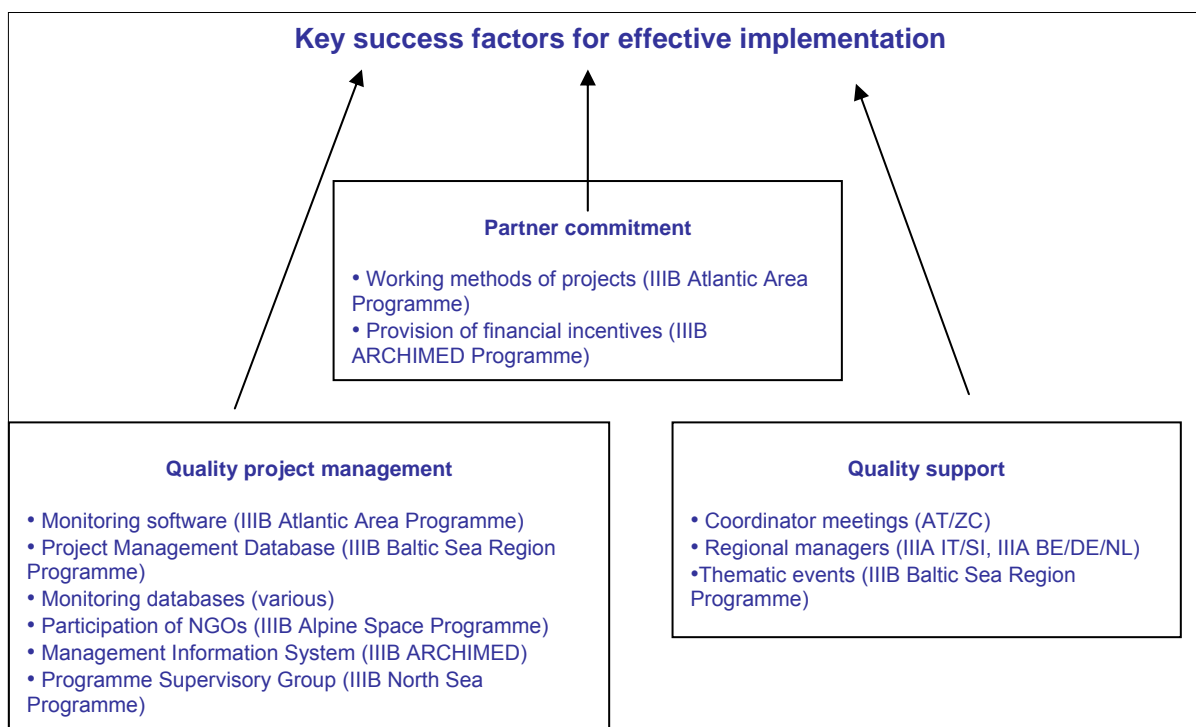 Key success factors for effective implementation
Partner commitment
• Working methods of projects (IIIB Atlantic Area
Programme)
• Provision of financial incentives (IIIB
ARCHIMED Programme)
Quality project management
• Monitoring software (IIIB Atlantic Area Programme)
• Project Management Database (IIIB Baltic Sea Region
Programme)
• Monitoring databases (various)
• Participation of NGOs (IIIB Alpine Space Programme)
• Management Information System (IIIB ARCHIMED)
• Programme Supervisory Group (IIIB North Sea
Programme)
Quality support
• Coordinator meetings (AT/ZC)
• Regional managers (IIIA IT/SI, IIIA BE/DE/NL)
•Thematic events (IIIB Baltic Sea Region
Programme)